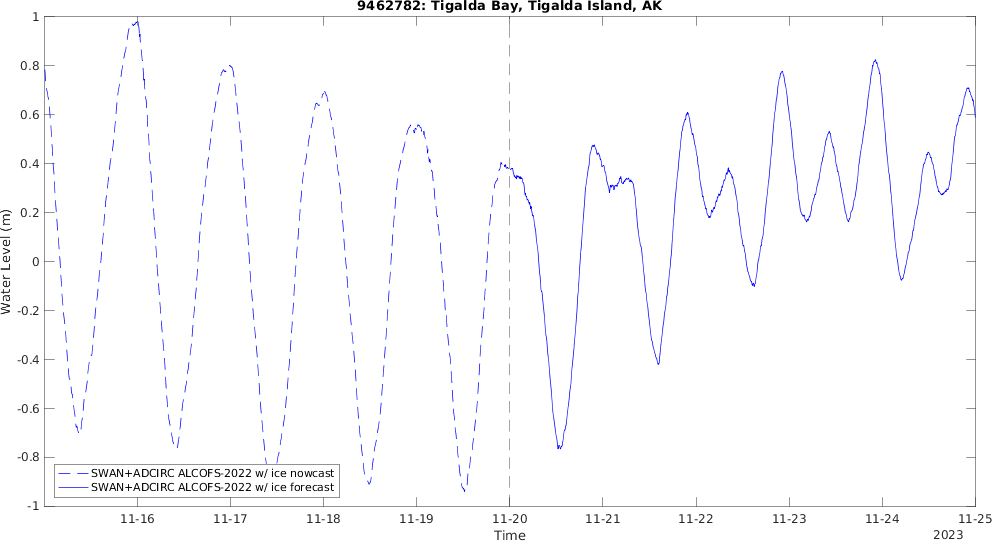 9462782: Tigalda Bay, Tigalda Island, AK
1
0.8
0.6
0.4
0.2
0
-0.2
-0.4
-0.6
-0.8
-1
Water Level (m)
SWAN+ADCIRC ALCOFS-2022 w/ ice nowcast
SWAN+ADCIRC ALCOFS-2022 w/ ice forecast
11-16 11-17 11-18 11-19 11-20 11-21 11-22 11-23 11-24 11-25
Time
2023